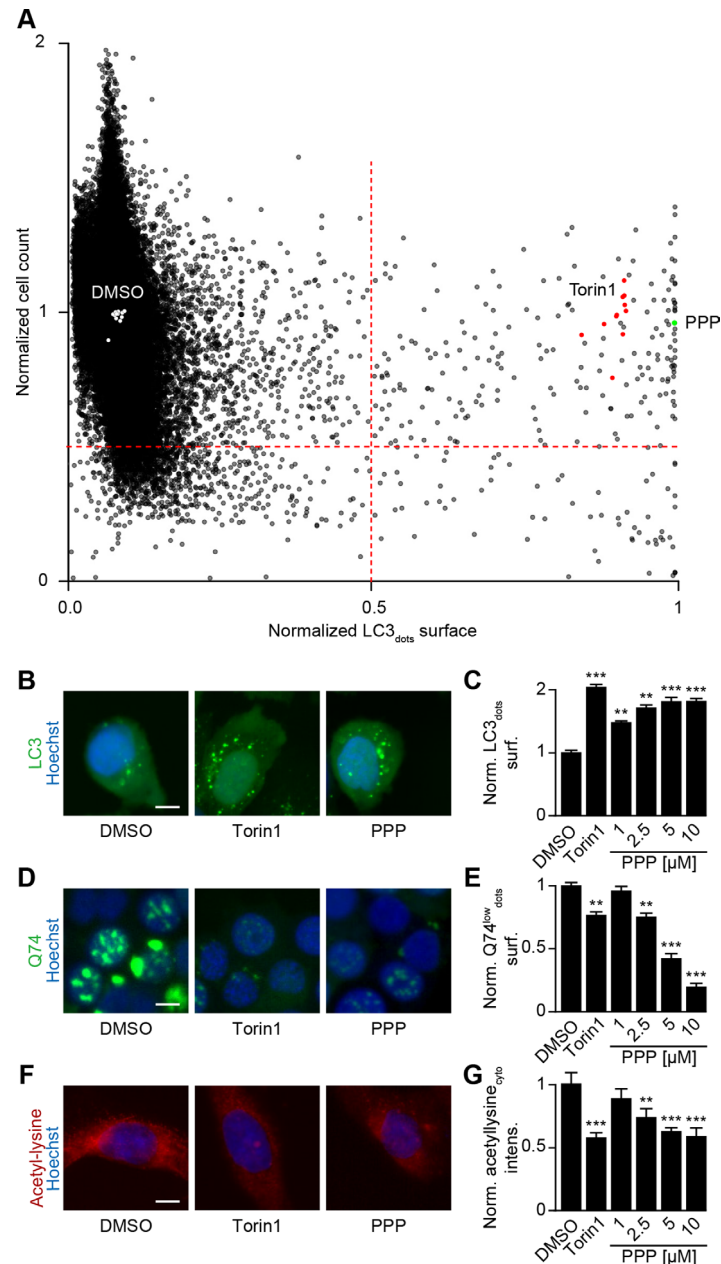 A
2
Normalized cell count
DMSO
Torin1
PPP
1
0
0.0
0.5
1
Normalized LC3dots surface
B
LC3
Hoechst
DMSO
Torin1
PPP
C
Norm. LC3dots
surf.
2
1
0
***
**
**
***
***
DMSO
Torin1
1
2.5
5
10
PPP [µM]
D
Q74
Hoechst
DMSO
Torin1
PPP
E
Norm. Q74lowdots
surf.
1
0.5
0
**
**
***
***
DMSO
Torin1
1
2.5
5
10
PPP [µM]
F
Acetyl-lysine
Hoechst
DMSO
Torin1
PPP
G
Norm. acetyllysinecyto
intens.
1
0.5
0
***
**
***
***
DMSO
Torin1
1
2.5
5
10
PPP [µM]